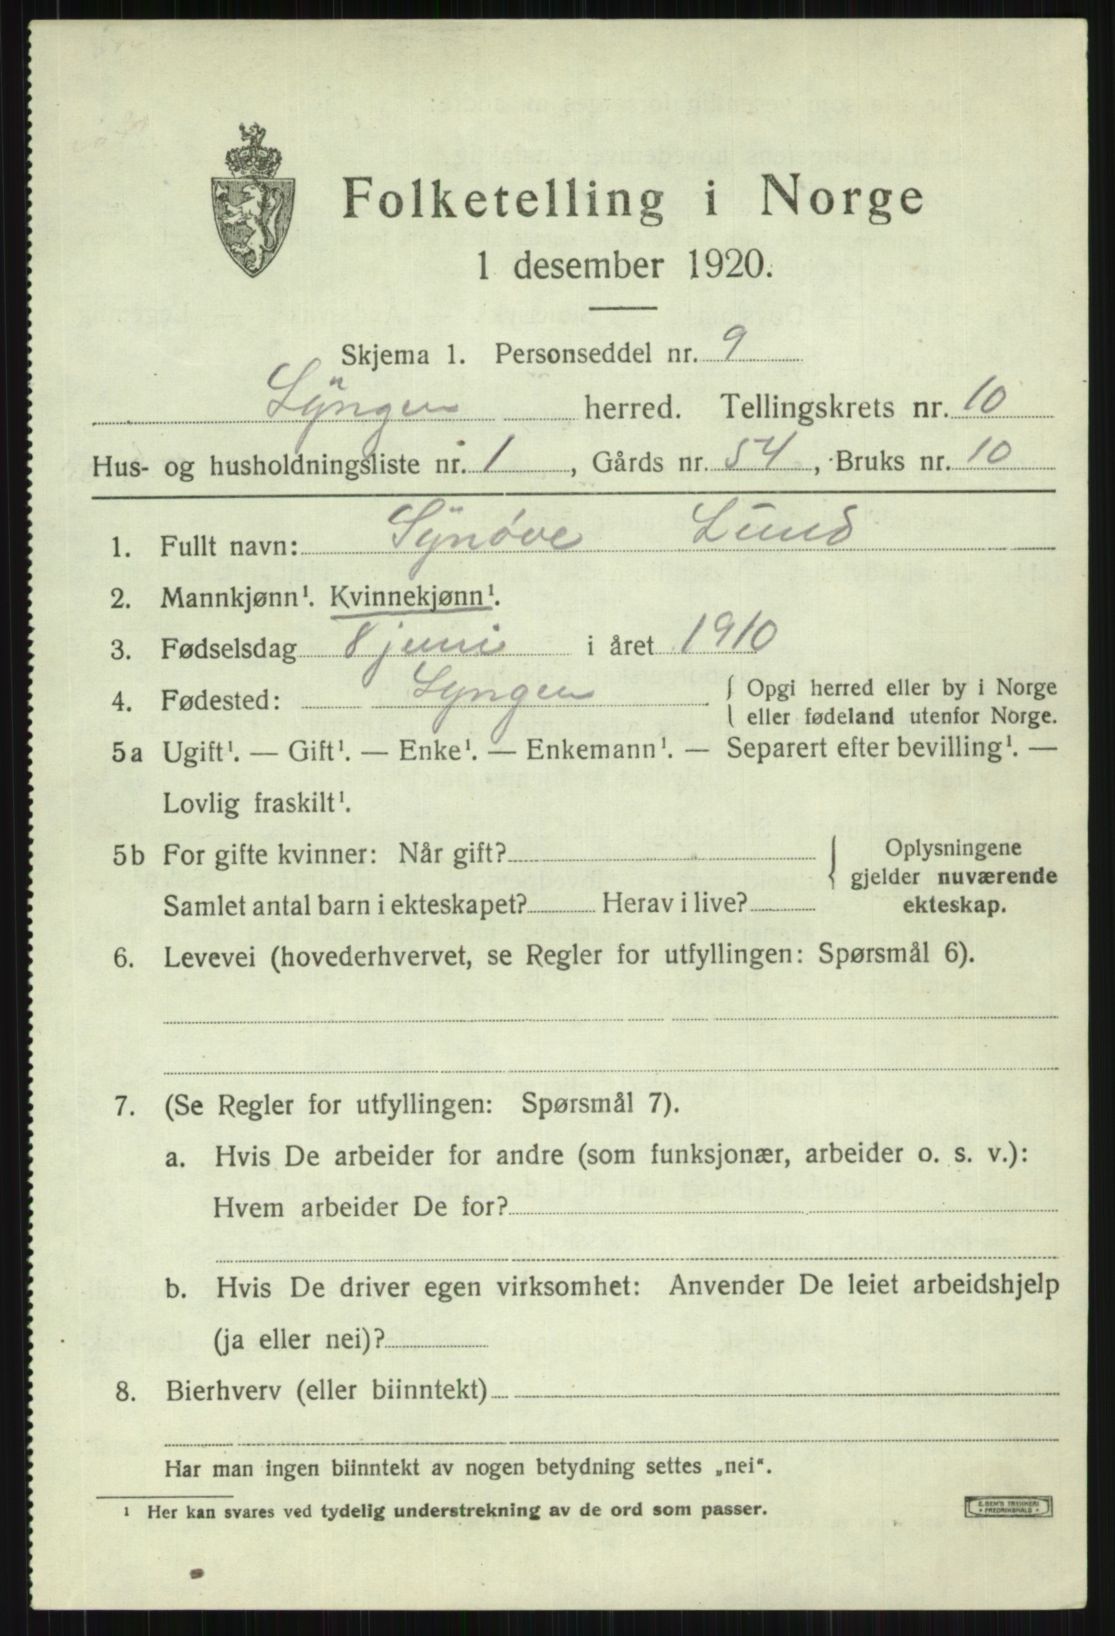 Folketelling i Norge
1 desember 1920.
Skjema 1. Personseddel nr. 9
Lyngen herred. Tellingskrets nr. 10
Hus- og husholdningsliste nr. 1, Gårds nr. 54, Bruks nr. 10
1. Fullt navn: Synøve Lund
2. Mannkjønn¹. Kvinnekjønn¹.
3. Fødselsdag 8 juni i året 1910
4. Fødested: Lyngen { Opgi herred eller by i Norge
eller fødeland utenfor Norge.
5a Ugift¹. — Gift¹. — Enke¹. — Enkemann¹. — Separert efter bevilling¹. —
Lovlig fraskilt¹.
5b For gifte kvinner: Når gift? } Oplysningene
gjelder nuværende
Samlet antal barn i ekteskapet? Herav i live? ekteskap.
6. Levevei (hovederhvervet, se Regler for utfyllingen: Spørsmål 6).
7. (Se Regler for utfyllingen: Spørsmål 7).
a. Hvis De arbeider for andre (som funksjonær, arbeider o. s. v.):
Hvem arbeider De for?
b. Hvis De driver egen virksomhet: Anvender De leiet arbeidshjelp
(ja eller nei)?
8. Bierhverv (eller biinntekt)
Har man ingen biinntekt av nogen betydning settes „nei“.
¹ Her kan svares ved tydelig understrekning av de ord som passer.